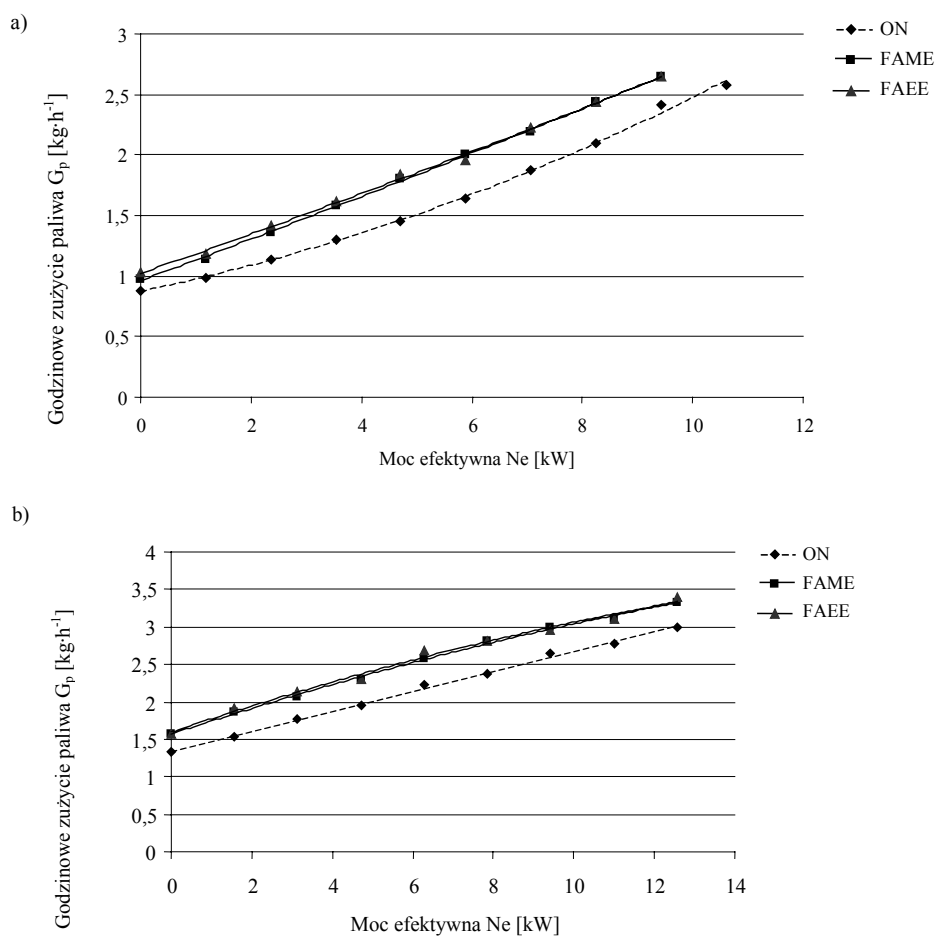 a)
ON
FAME
FAEE
Godzinowe zużycie paliwa Gp [kg·h-1]
3
2,5
2
1,5
1
0,5
0
0 2 4 6 8 10 12
Moc efektywna Ne [kW]
b)
ON
FAME
FAEE
Godzinowe zużycie paliwa Gp [kg·h-1]
4
3,5
3
2,5
2
1,5
1
0,5
0
0 2 4 6 8 10 12 14
Moc efektywna Ne [kW]